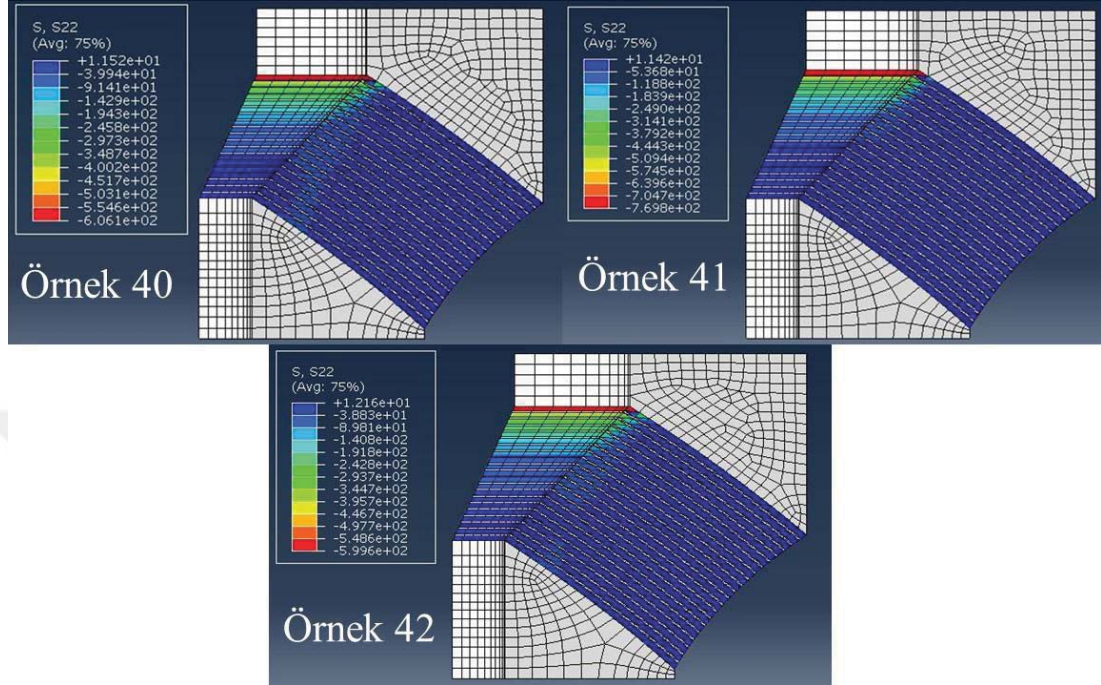 S, S22
(Avg: 75%)
+1.152e+01
-3.994e+01
-9.141e+01
-1.429e+02
-1.943e+02
-2.458e+02
-2.973e+02
-3.487e+02
-4.002e+02
-4.517e+02
-5.031e+02
-5.546e+02
-6.061e+02
Örnek 40
S, S22
(Avg: 75%)
+1.142e+01
-5.368e+01
-1.188e+02
-1.839e+02
-2.490e+02
-3.141e+02
-3.792e+02
-4.443e+02
-5.094e+02
-5.745e+02
-6.396e+02
-7.047e+02
-7.698e+02
Örnek 41
S, S22
(Avg: 75%)
+1.216e+01
-3.883e+01
-8.981e+01
-1.408e+02
-1.918e+02
-2.428e+02
-2.937e+02
-3.447e+02
-3.957e+02
-4.467e+02
-4.977e+02
-5.486e+02
-5.996e+02
Örnek 42